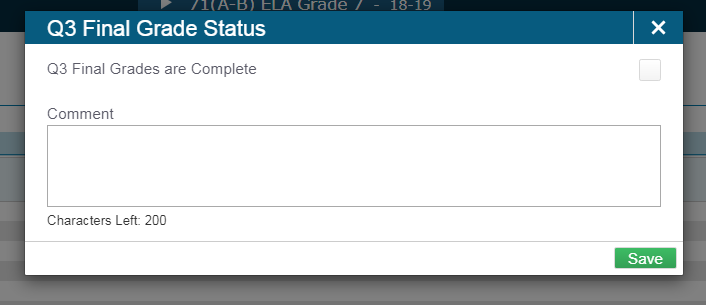 71(A-B) ELA Grade 7 - 18-19
Q3 Final Grade Status
Q3 Final Grades are Complete
Comment
Characters Left: 200
Save